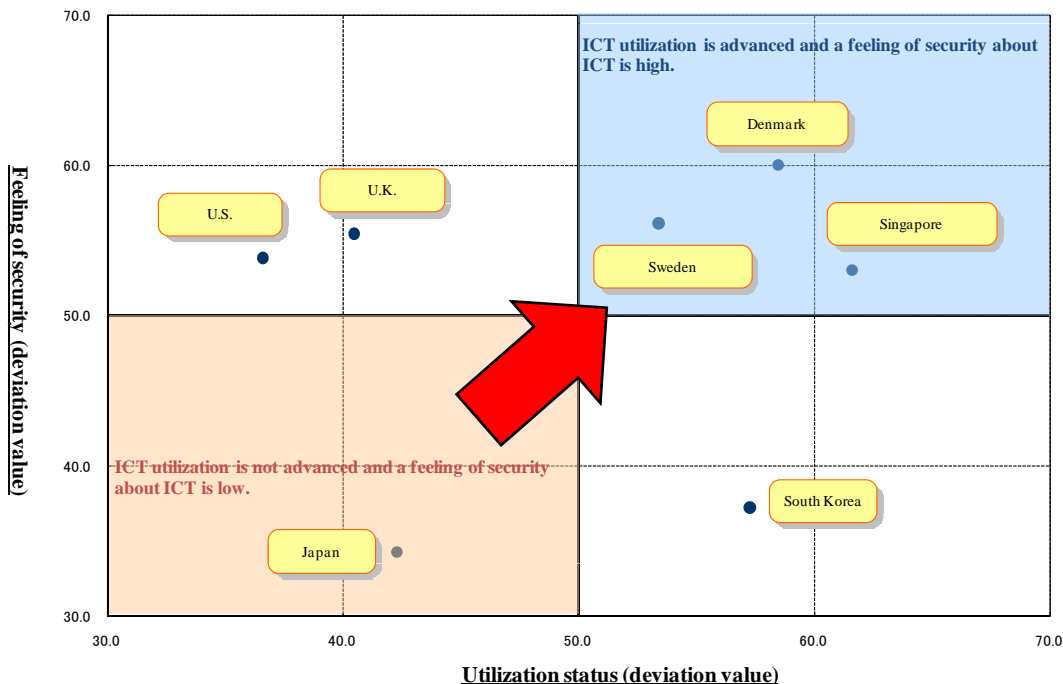 70.0
ICT utilization is advanced and a feeling of security about
ICT is high.
Denmark
60.0
U.K.
U.S.
Singapore
Sweden
50.0
Feeling of security (deviation value)
40.0
ICT utilization is not advanced and a feeling of security
about ICT is low.
South Korea
Japan
30.0
30.0 40.0 50.0 60.0 70.0
Utilization status (deviation value)